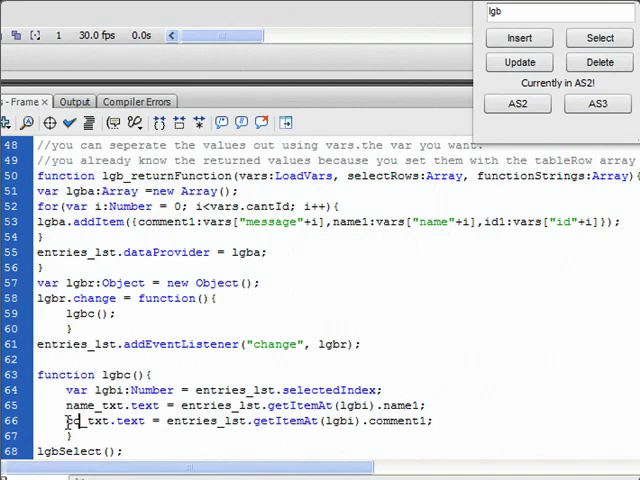 lgb
Insert Select
Update Delete
Currently in AS2!
AS2 AS3
1 30.0 fps 0.0s
- Frame Output Compiler Errors
48 //you can seperate the values out using vars.the var you want.
49 //you already know the returned values because you set them with the tableRow array
50 function lgb_returnFunction(vars:LoadVars, selectRows:Array, functionStrings:Array){
51 var lgba:Array =new Array();
52 for(var i:Number = 0; i<vars.cantId; i++){
53 lgba.addItem({comment1:vars["message"+i],name1:vars["name"+i],id1:vars["id"+i]});
54 }
55 entries_lst.dataProvider = lgba;
56 }
57 var lgbr:Object = new Object();
58 lgbr.change = function(){
59 lgbc();
60 }
61 entries_lst.addEventListener("change", lgbr);
62
63 function lgbc(){
64 var lgbi:Number = entries_lst.selectedIndex;
65 name_txt.text = entries_lst.getItemAt(lgbi).name1;
66 cd_txt.text = entries_lst.getItemAt(lgbi).comment1;
67 }
68 lgbSelect();